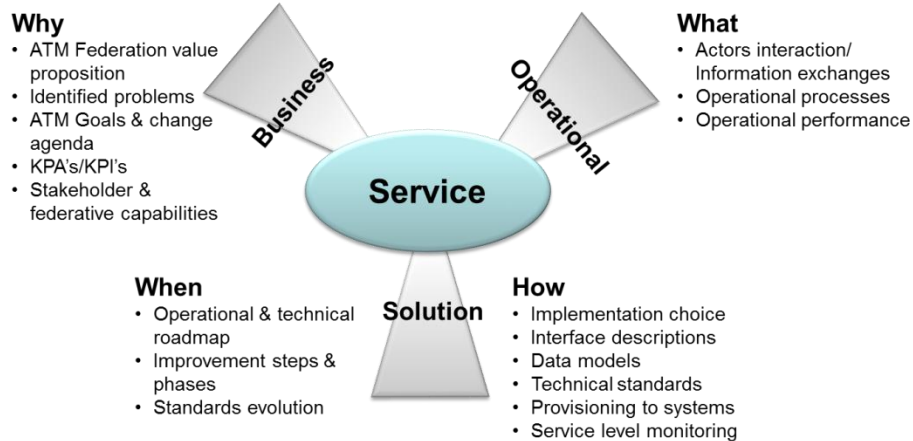 Why
• ATM Federation value
proposition
• Identified problems
• ATM Goals & change
agenda
• KPA's/KPI's
• Stakeholder &
federative capabilities
Business
Operational
What
• Actors interaction/
Information exchanges
• Operational processes
• Operational performance
Service
When
• Operational & technical
roadmap
• Improvement steps &
phases
• Standards evolution
Solution
How
• Implementation choice
• Interface descriptions
• Data models
• Technical standards
• Provisioning to systems
• Service level monitoring